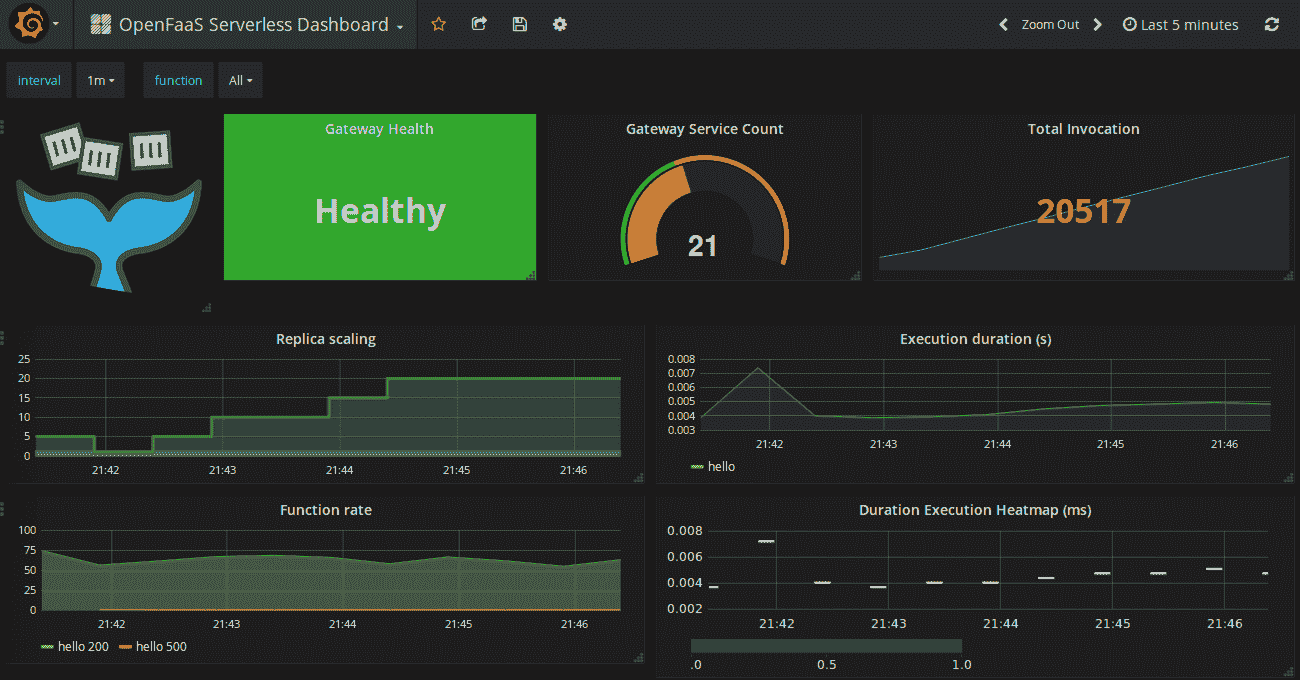 OpenFaaS Serverless Dashboard
Zoom Out
Last 5 minutes
interval
1m
function
All
Gateway Health
Healthy
Gateway Service Count
21
Total Invocation
20517
Replica scaling
25
20
15
10
5
0
21:42 21:43 21:44 21:45 21:46
Execution duration (s)
0.008
0.007
0.006
0.005
0.004
0.003
21:42 21:43 21:44 21:45 21:46
hello
Function rate
100
75
50
25
0
21:42 21:43 21:44 21:45 21:46
hello 200 hello 500
Duration Execution Heatmap (ms)
0.008
0.006
0.004
0.002
21:42 21:43 21:44 21:45 21:46
.0 0.5 1.0